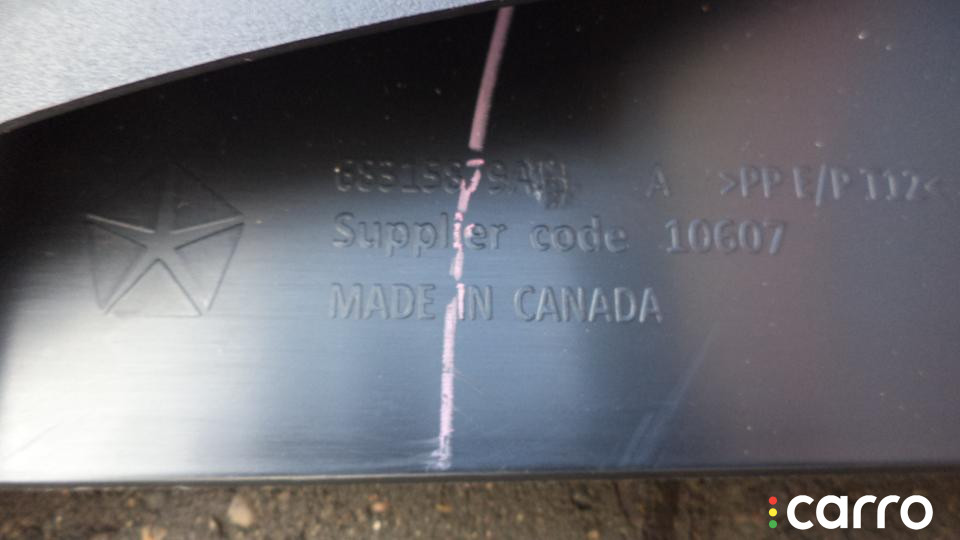 A >PP E/P T12<
Supplier code 10607
MADE IN CANADA
carro